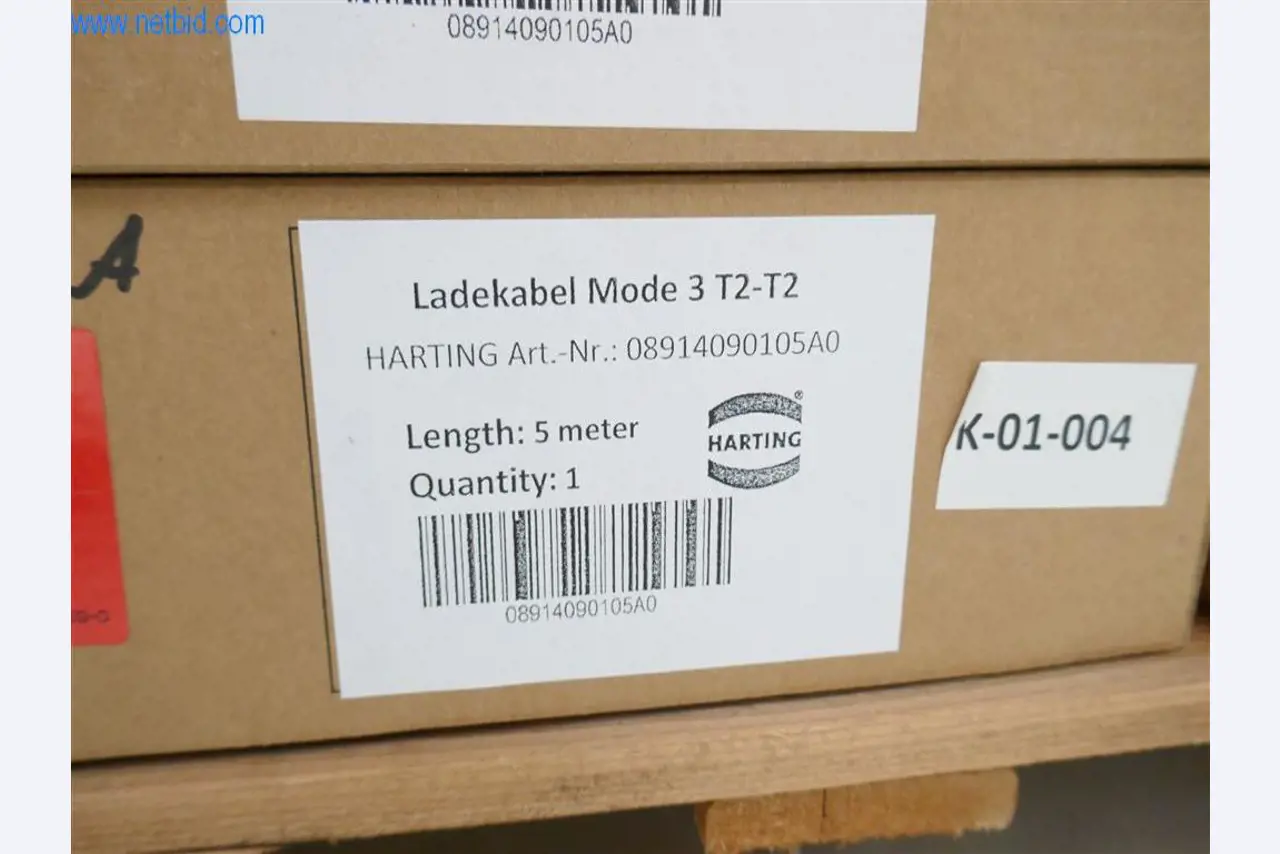 www.netbid.com
08914090105A0
A
Ladekabel Mode 3 T2-T2
HARTING Art.-Nr.: 08914090105A0
Length: 5 meter
Quantity: 1
HARTING®
08914090105A0
K-01-004